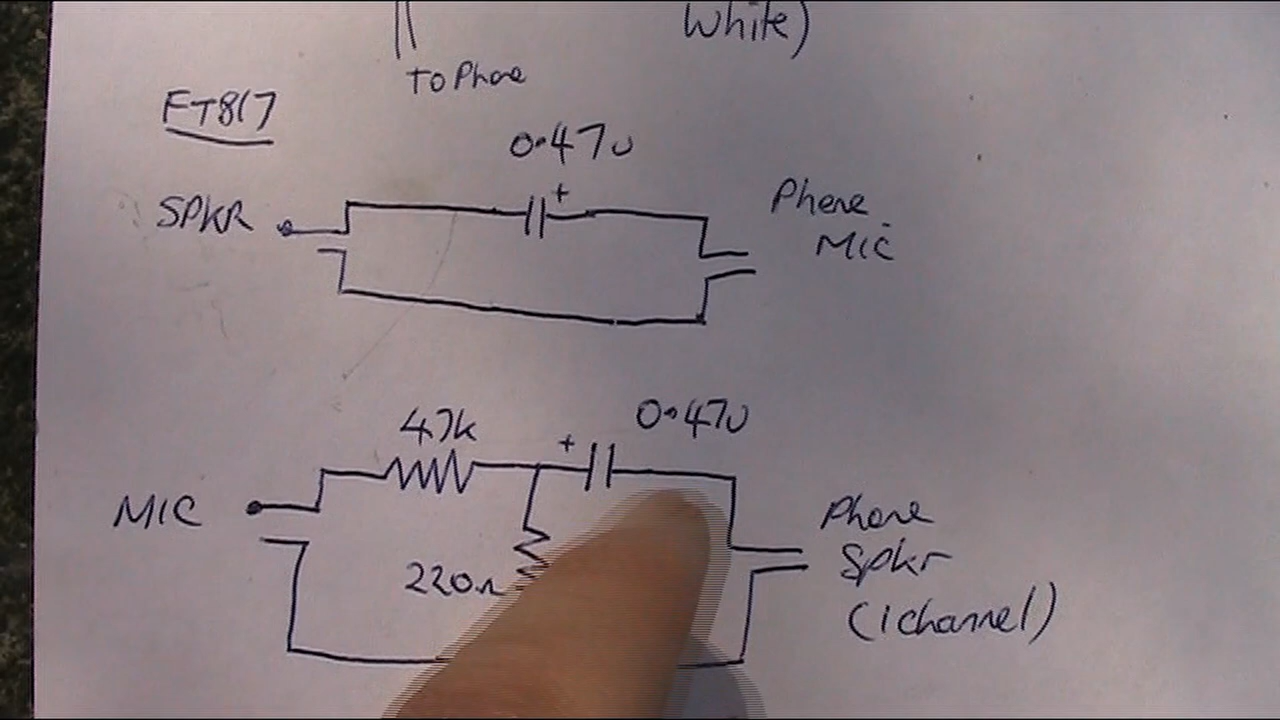 White)
To Phone
FT817
0.47u
SPKR
Phone
MIC
47k
0.47u
MIC
Phone
Spkr
220Ω
(1 channel)